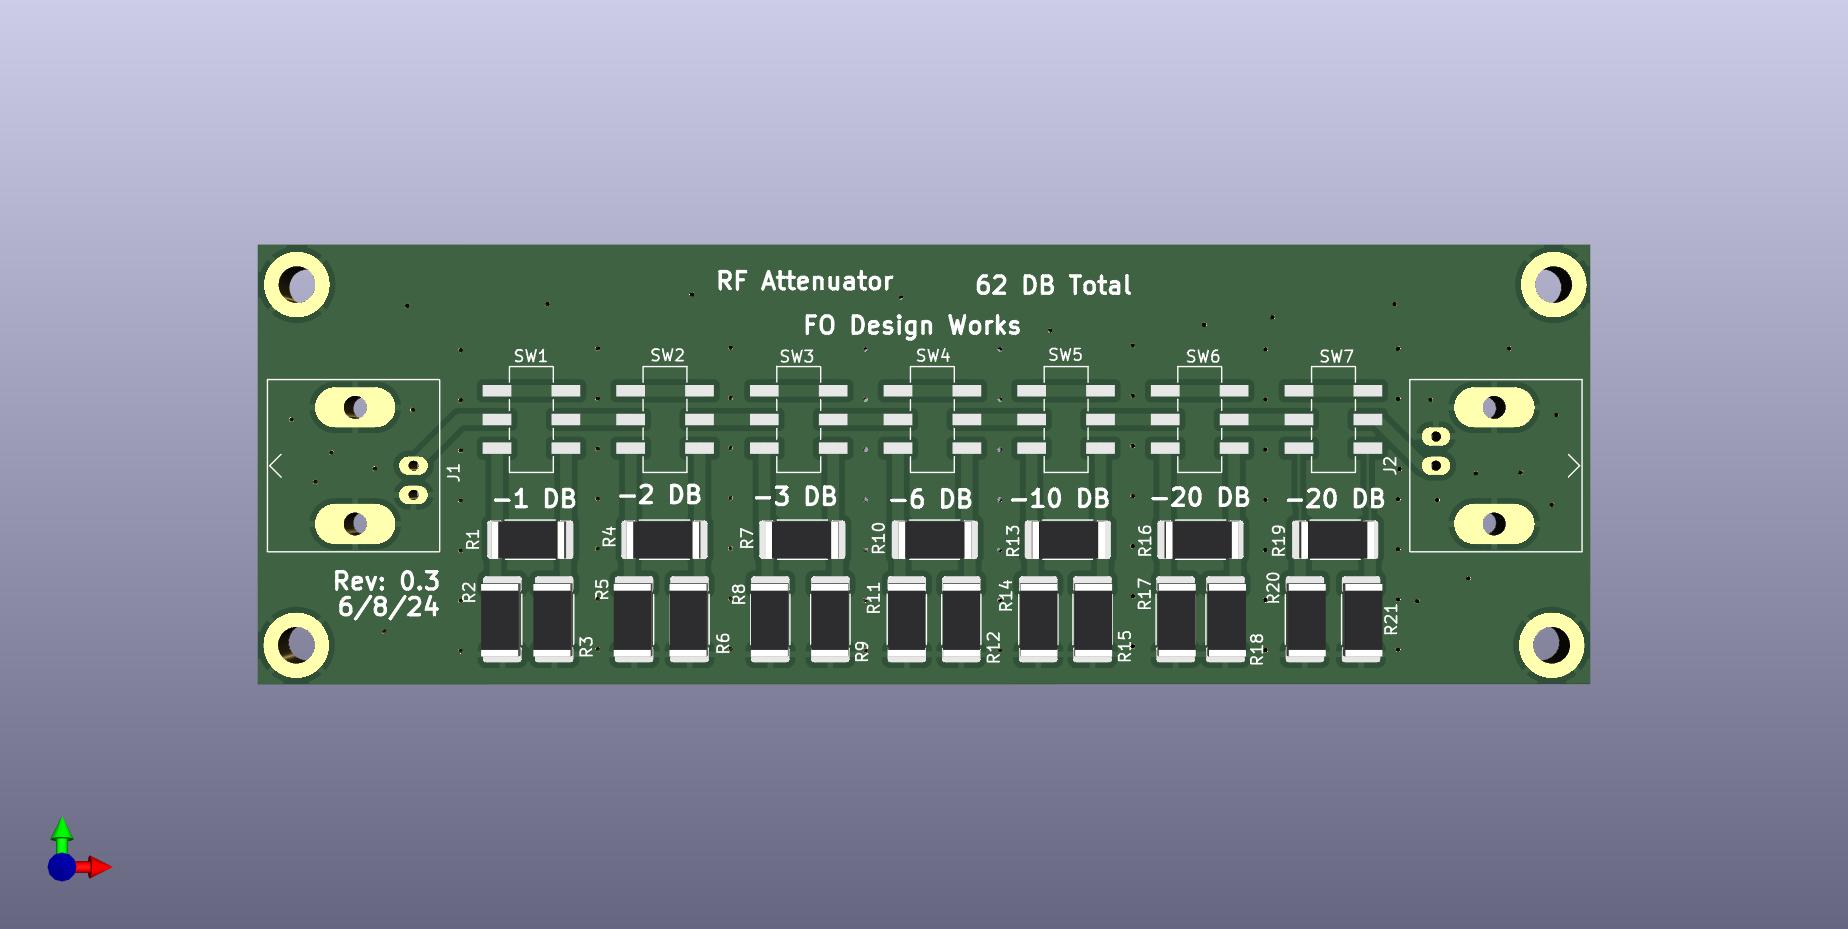 RF Attenuator 62 DB Total
FO Design Works
SW1 SW2 SW3 SW4 SW5 SW6 SW7
J1 J2
-1 DB -2 DB -3 DB -6 DB -10 DB -20 DB -20 DB
R1 R4 R7 R10 R13 R16 R19
Rev: 0.3
6/8/24
R2 R5 R8 R11 R14 R17 R20
R3 R6 R9 R12 R15 R18 R21